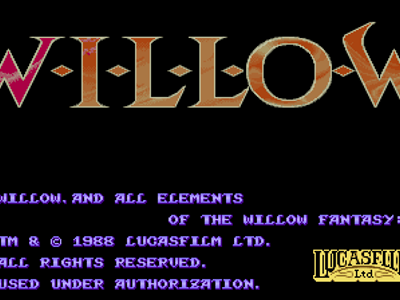 W·I·L·L·O·W
WILLOW, AND ALL ELEMENTS
OF THE WILLOW FANTASY:
TM & © 1988 LUCASFILM LTD.
ALL RIGHTS RESERVED.
USED UNDER AUTHORIZATION.
LUCASFILM
Ltd.